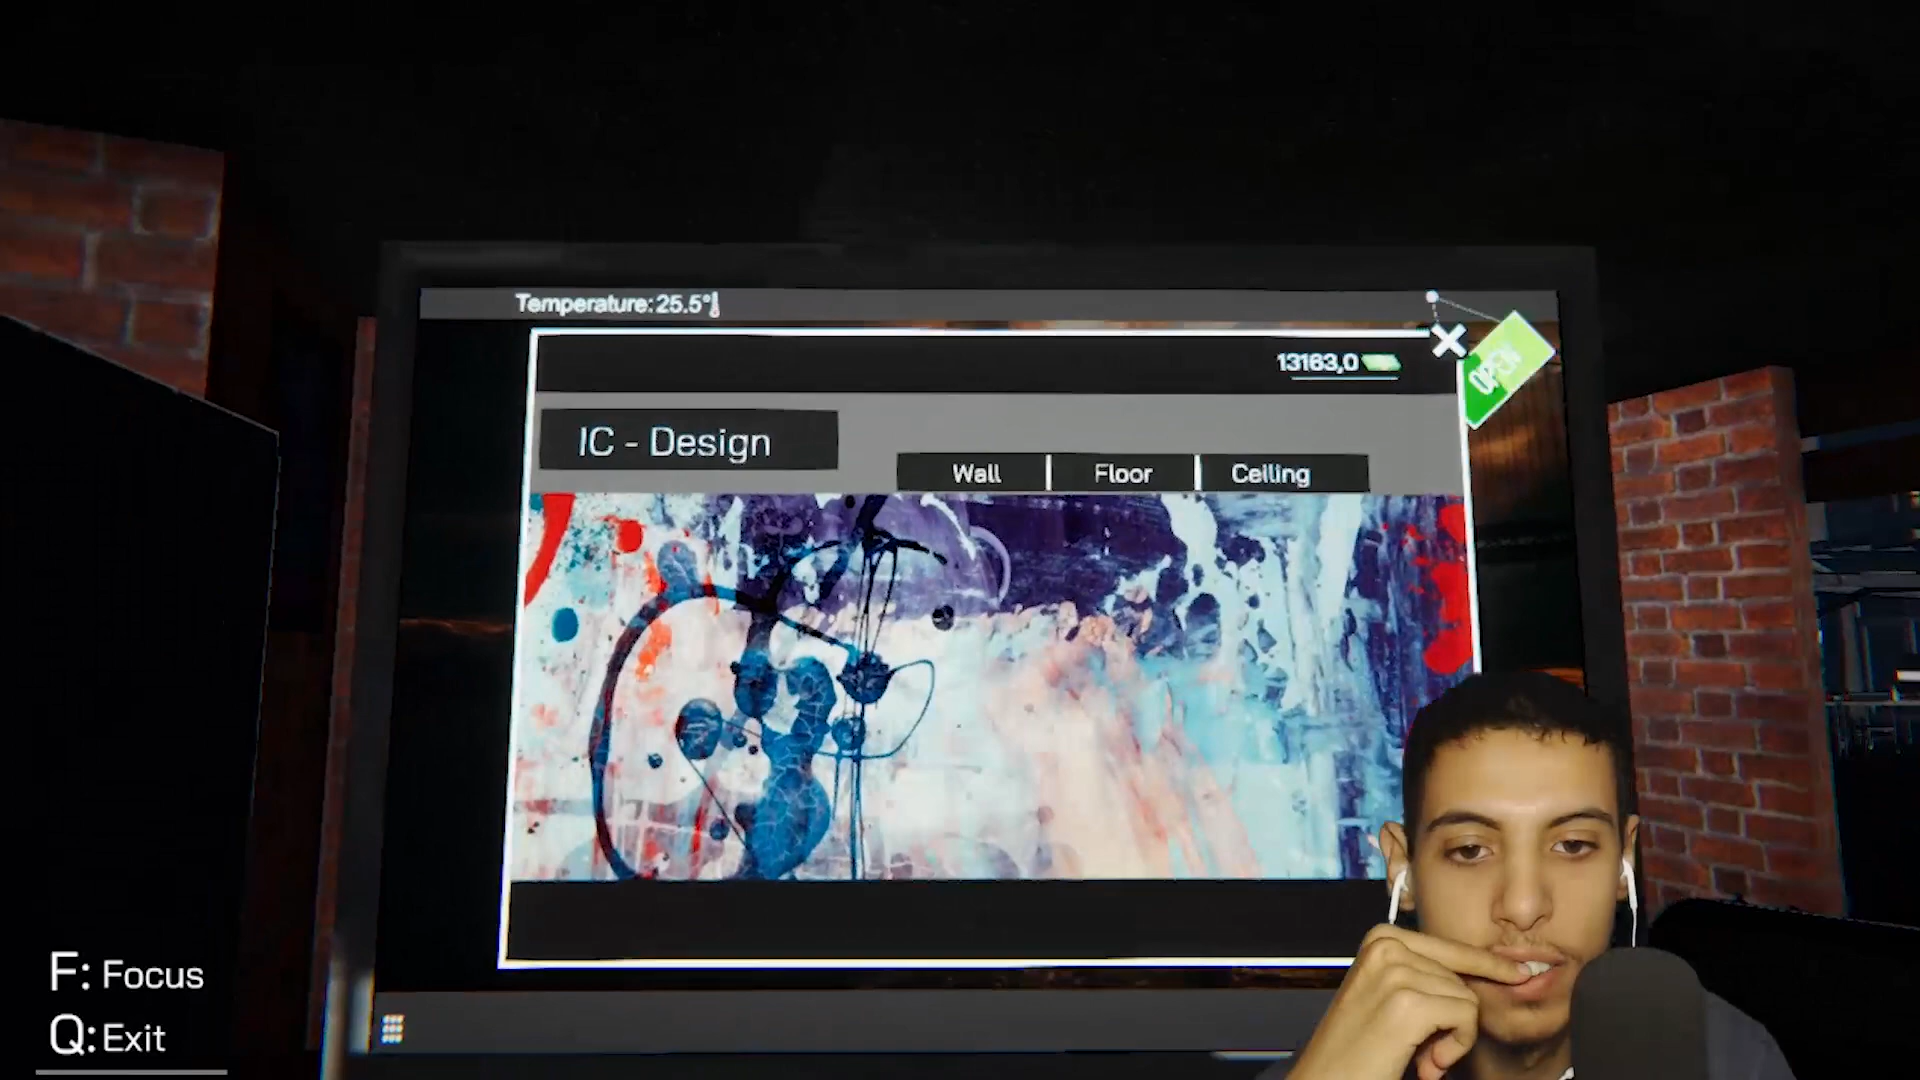 Temperature: 25.5°
13163,0
OPEN
IC - Design
Wall
Floor
Ceiling
F: Focus
Q: Exit